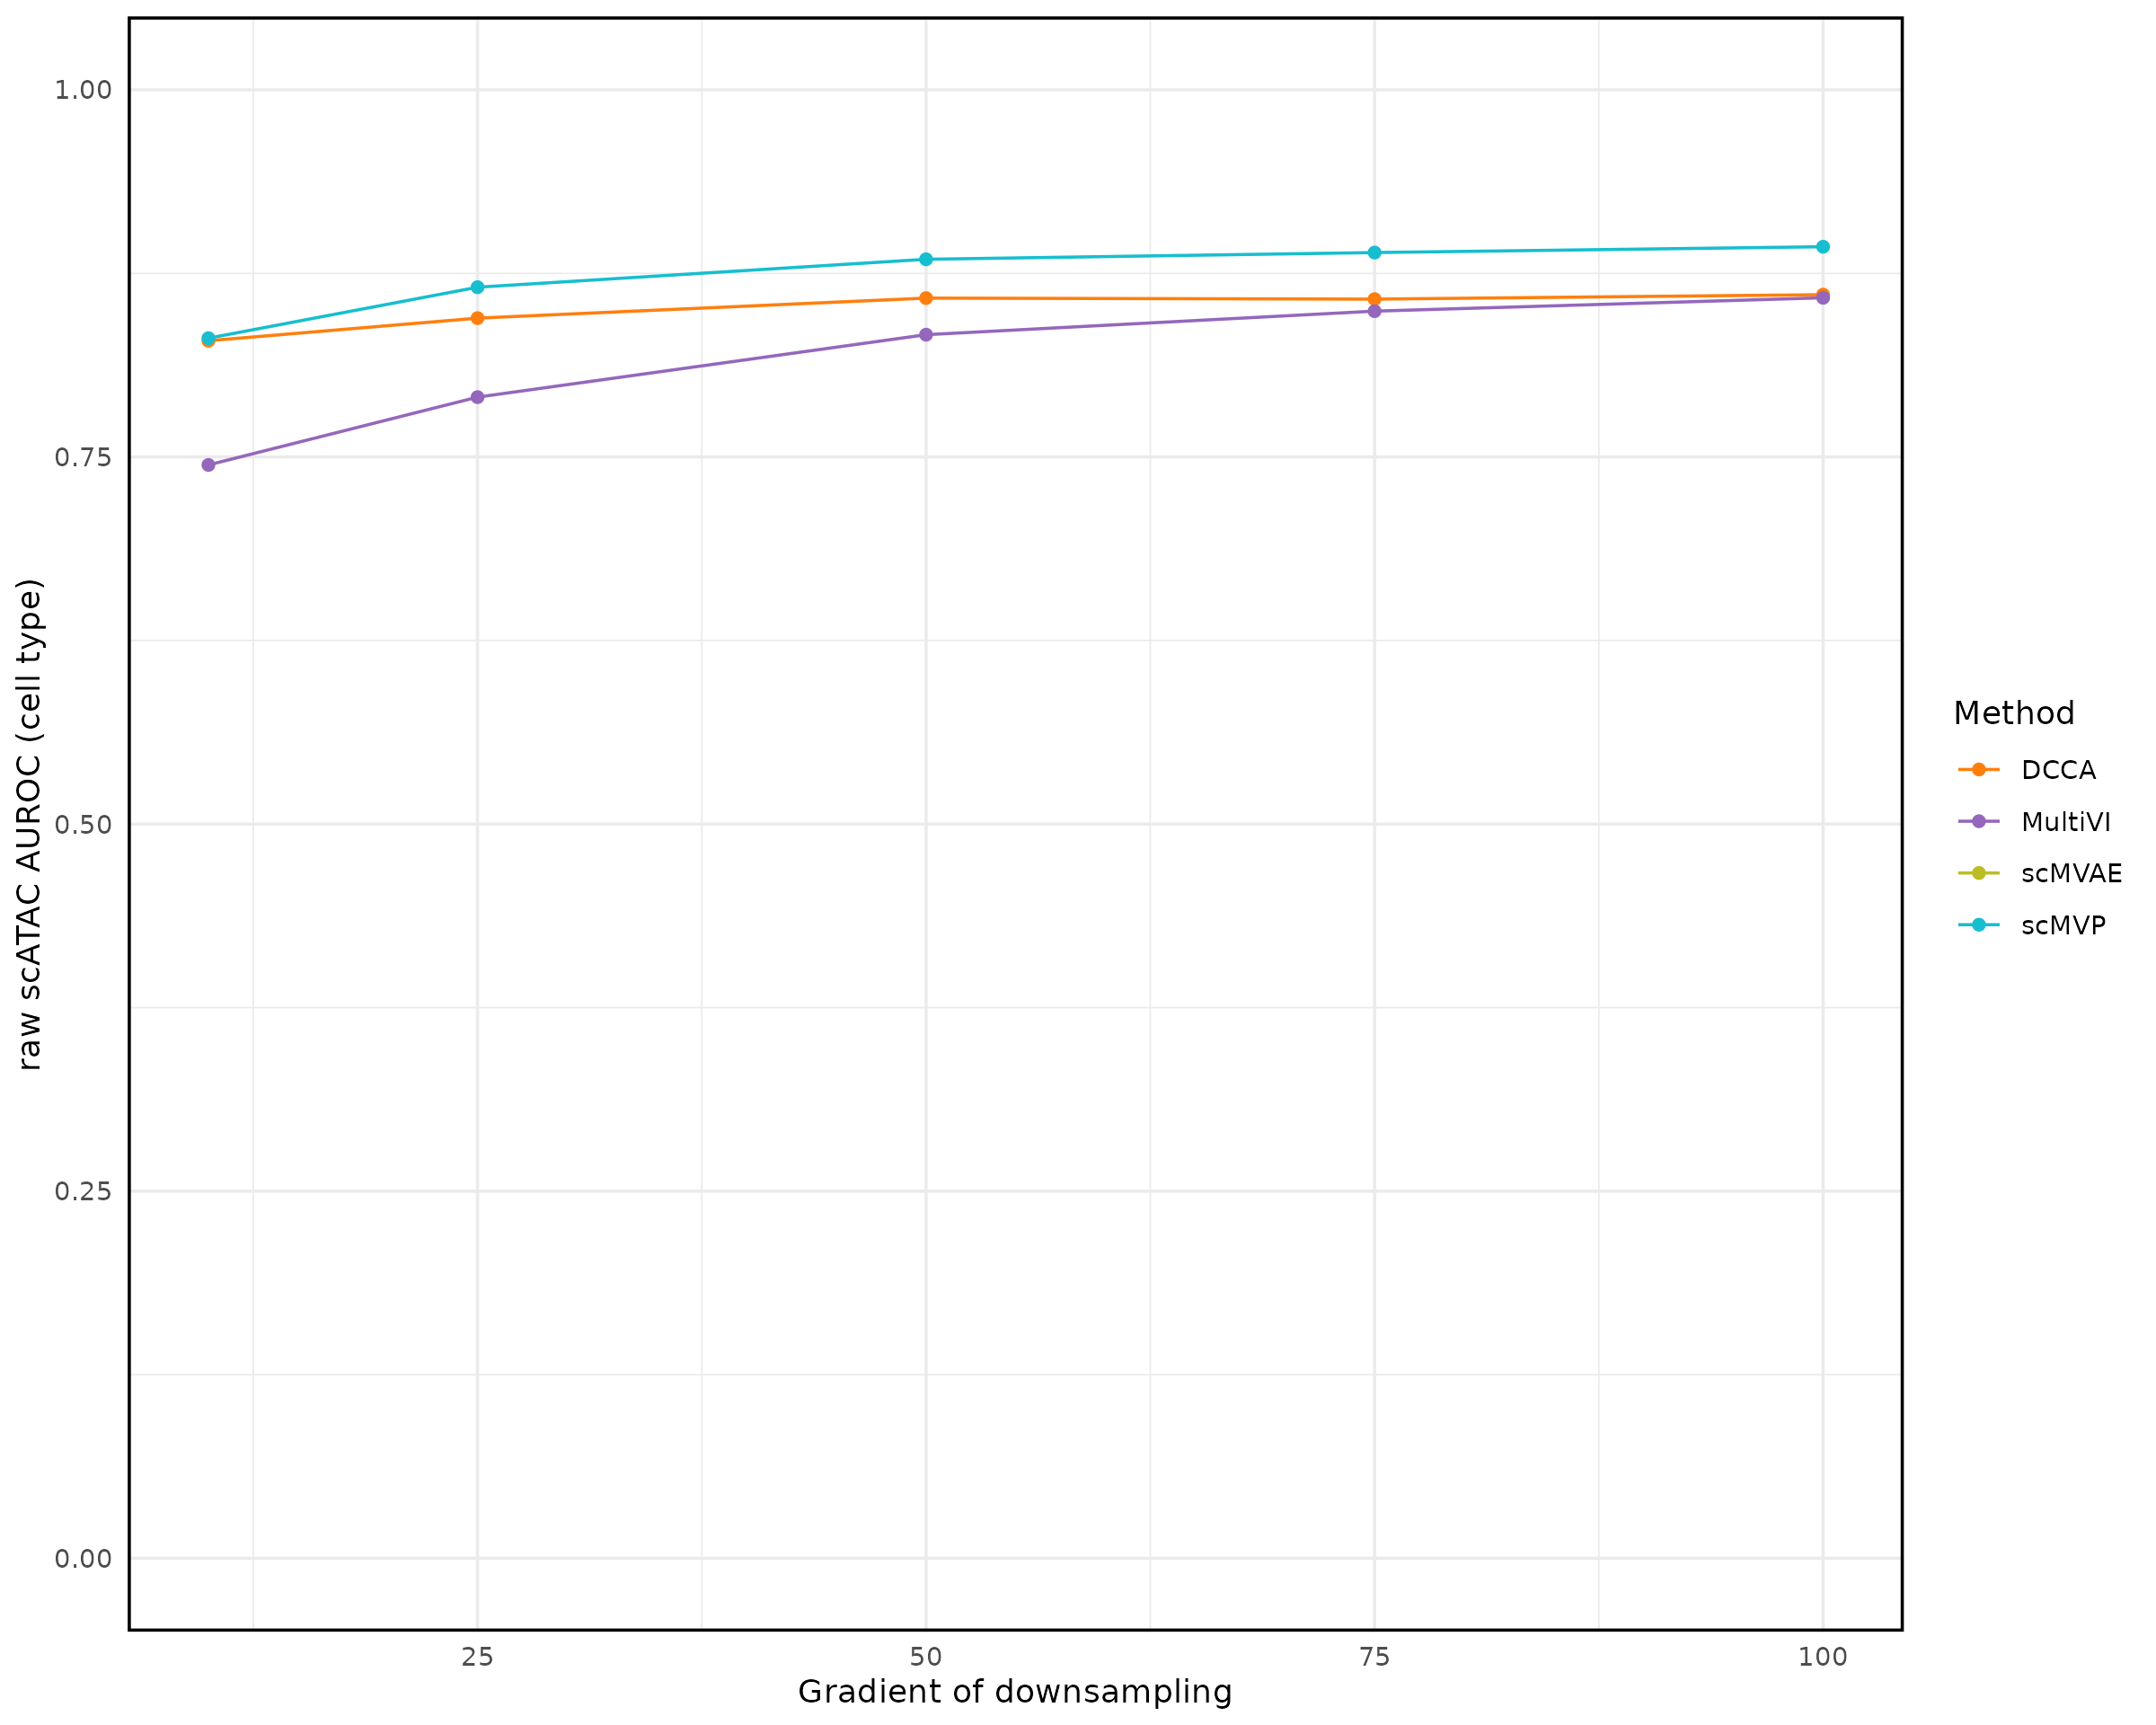 raw scATAC AUROC (cell type)
1.00
0.75
0.50
0.25
0.00
25 50 75 100
Gradient of downsampling
Method
DCCA
MultiVI
scMVAE
scMVP